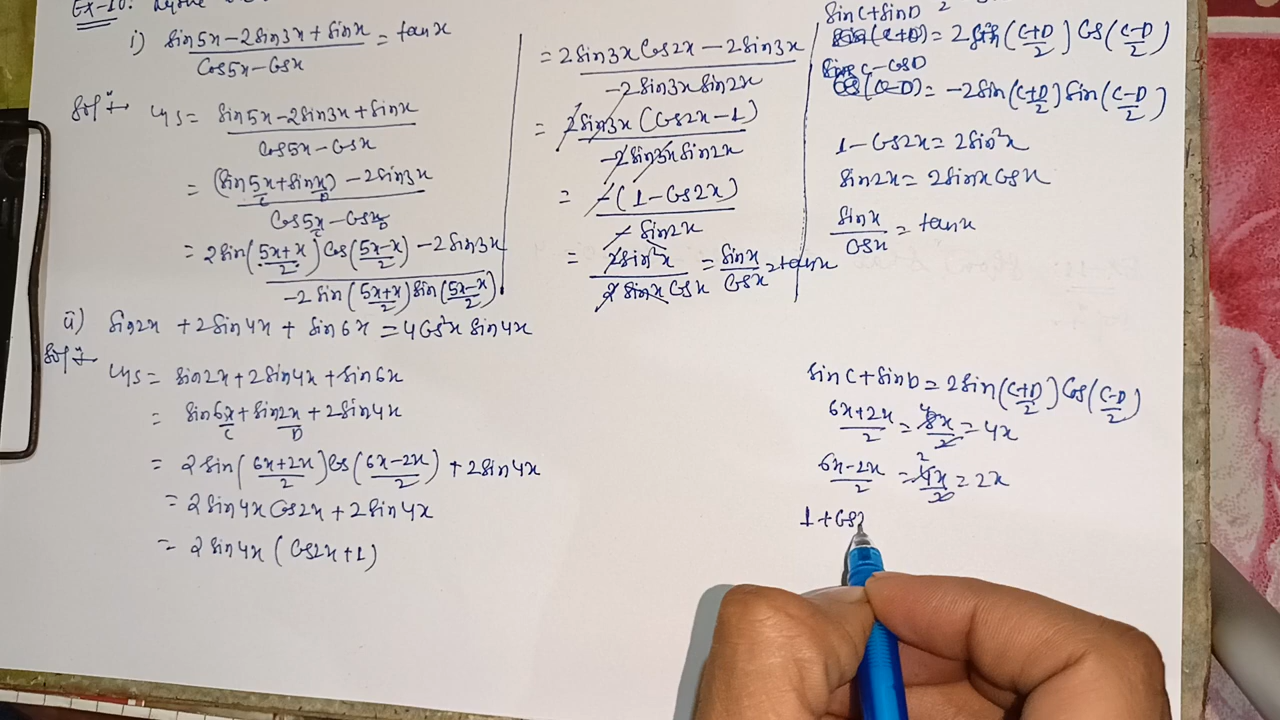 Ex-10:
i) sin5x - 2sin3x + sinx / cos5x - cosx = tanx
Solⁿ:- LHS = sin5x - 2sin3x + sinx / cos5x - cosx
= (sin5x + sinx) - 2sin3x / cos5x - cosx
C D
C D
= 2sin(5x+x/2) cos(5x-x/2) - 2sin3x / -2sin(5x+x/2) sin(5x-x/2)
= 2sin3x cos2x - 2sin3x / -2sin3x sin2x
= 2sin3x (cos2x - 1) / -2sin3x sin2x
= -(1 - cos2x) / - sin2x
= 2sin²x / 2sinx cosx = sinx / cosx = tanx
sinC + sinD
= 2sin(C+D/2) cos(C-D/2)
cosC - cosD
= -2sin(C+D/2) sin(C-D/2)
1 - cos2x = 2sin²x
sin2x = 2sinx cosx
sinx / cosx = tanx
ii) sin2x + 2sin4x + sin6x = 4cos²x sin4x
Solⁿ:-
LHS = sin2x + 2sin4x + sin6x
= sin6x + sin2x + 2sin4x
C D
= 2sin(6x+2x/2) cos(6x-2x/2) + 2sin4x
= 2sin4x cos2x + 2sin4x
= 2sin4x (cos2x + 1)
sinC + sinD = 2sin(C+D/2) cos(C-D/2)
6x+2x/2 = 8x/2 = 4x
6x-2x/2 = 4x/2 = 2x
1 + cos2